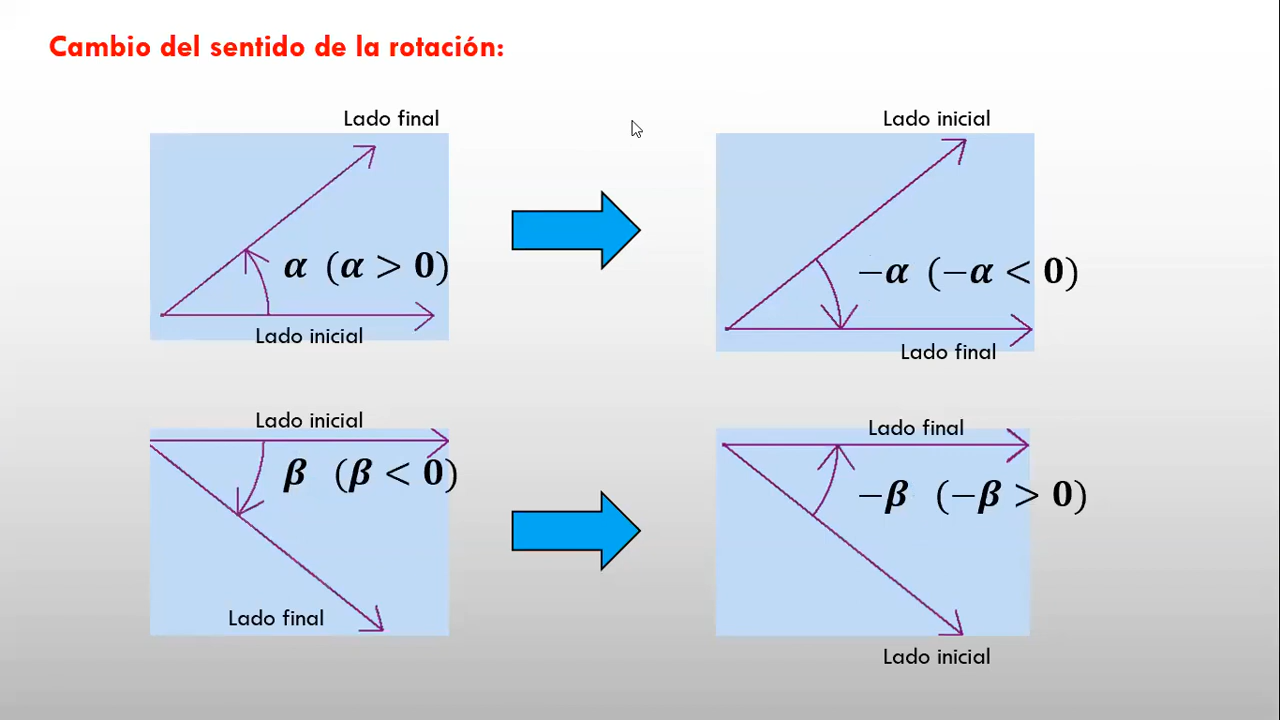 Cambio del sentido de la rotación:
Lado final
α (α > 0)
Lado inicial
Lado inicial
−α (−α < 0)
Lado final
Lado inicial
β (β < 0)
Lado final
Lado final
−β (−β > 0)
Lado inicial